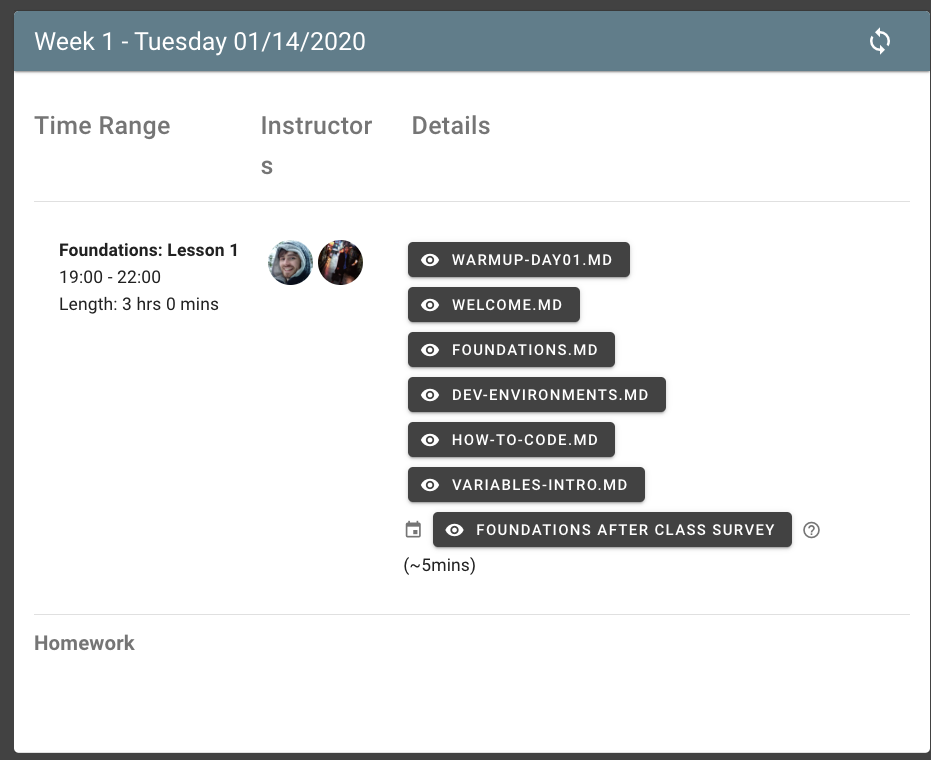 Week 1 - Tuesday 01/14/2020
Time Range
Instructor
s
Details
Foundations: Lesson 1
19:00 - 22:00
Length: 3 hrs 0 mins
WARMUP-DAY01.MD
WELCOME.MD
FOUNDATIONS.MD
DEV-ENVIRONMENTS.MD
HOW-TO-CODE.MD
VARIABLES-INTRO.MD
FOUNDATIONS AFTER CLASS SURVEY
(~5mins)
Homework